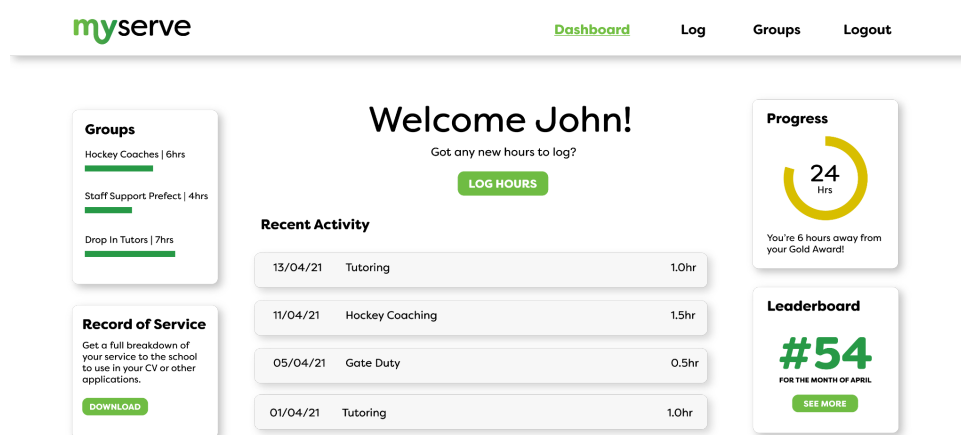 myserve
Dashboard
Log
Groups
Logout
Groups
Hockey Coaches | 6hrs
Staff Support Prefect | 4hrs
Drop In Tutors | 7hrs
Record of Service
Get a full breakdown of
your service to the school
to use in your CV or other
applications.
DOWNLOAD
Welcome John!
Got any new hours to log?
LOG HOURS
Recent Activity
13/04/21 Tutoring 1.0hr
11/04/21 Hockey Coaching 1.5hr
05/04/21 Gate Duty 0.5hr
01/04/21 Tutoring 1.0hr
Progress
24
Hrs
You're 6 hours away from
your Gold Award!
Leaderboard
#54
FOR THE MONTH OF APRIL
SEE MORE